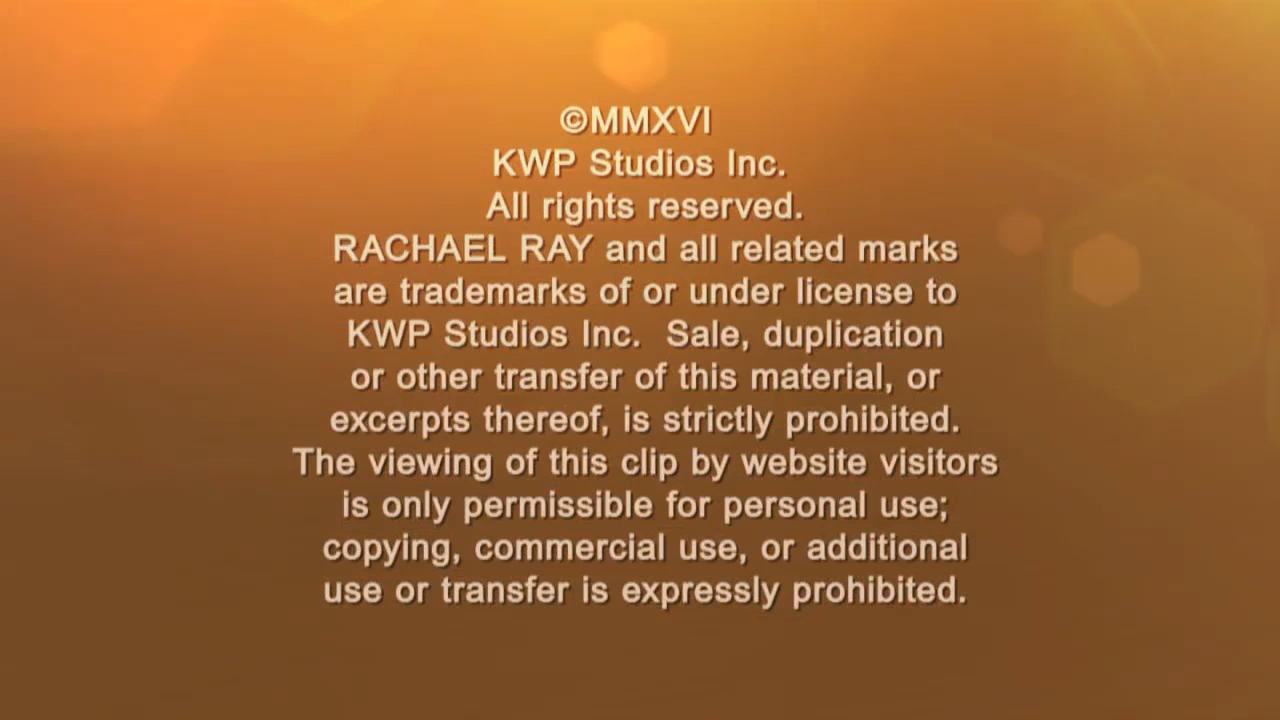 ©MMXVI
KWP Studios Inc.
All rights reserved.
RACHAEL RAY and all related marks
are trademarks of or under license to
KWP Studios Inc.  Sale, duplication
or other transfer of this material, or
excerpts thereof, is strictly prohibited.
The viewing of this clip by website visitors
is only permissible for personal use;
copying, commercial use, or additional
use or transfer is expressly prohibited.